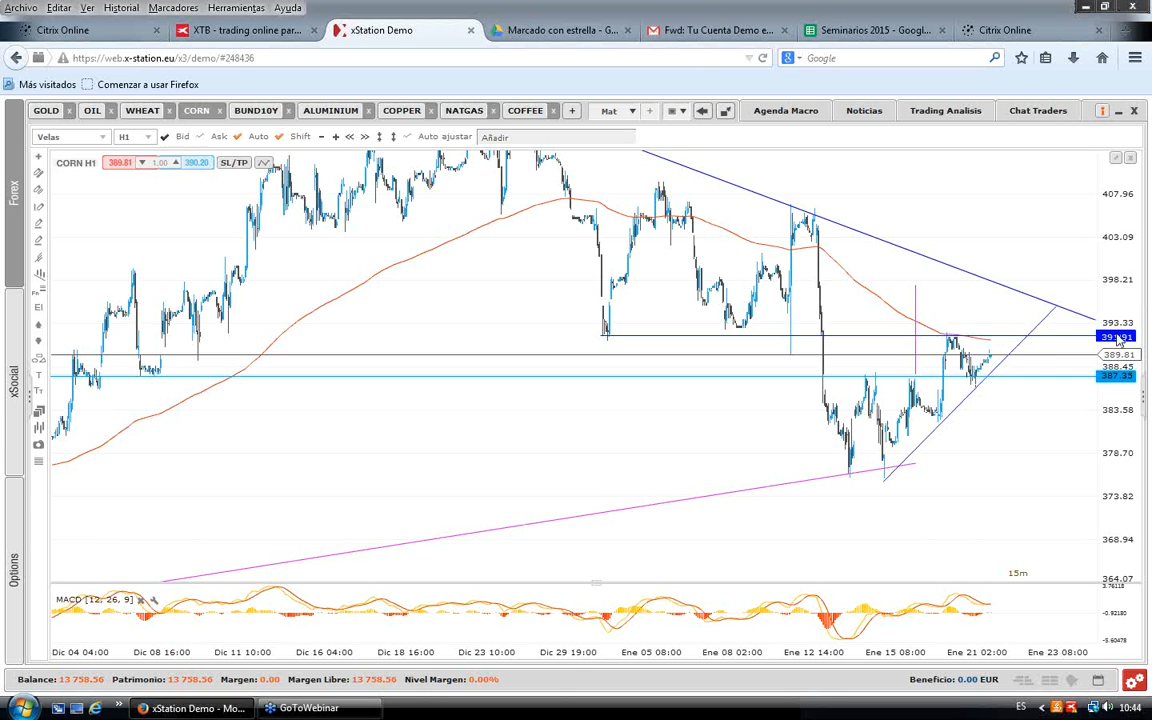 Archivo Editar Ver Historial Marcadores Herramientas Ayuda
Citrix Online XTB - trading online par... xStation Demo Marcado con estrella - G... Fwd: Tu Cuenta Demo e... Seminarios 2015 - Googl... Citrix Online
https://web.x-station.eu/x3/demo/#248436 Google
Más visitados Comenzar a usar Firefox
GOLD OIL WHEAT CORN BUND10Y ALUMINIUM COPPER NATGAS COFFEE + Mat Agenda Macro Noticias Trading Analisis Chat Traders
Velas H1 Bid Ask Auto Shift Auto ajustar Añadir
CORN H1 389.81 1.00 390.20 SL/TP
Forex
xSocial
Options
407.96
403.09
398.21
393.33
389.81
388.45
387.35
383.58
378.70
373.82
368.94
364.07
15m
MACD [12, 26, 9]
3.76118
-0.92180
-3.60478
Dic 04 04:00 Dic 08 16:00 Dic 11 10:00 Dic 16 04:00 Dic 18 16:00 Dic 29 19:00 Ene 05 08:00 Ene 08 02:00 Ene 12 14:00 Ene 15 08:00 Ene 21 02:00 Ene 23 08:00
Balance: 13 758.56 Patrimonio: 13 758.56 Margen: 0.00 Margen Libre: 13 758.56 Nivel Margen: 0.00% Beneficio: 0.00 EUR
xStation Demo - Mo... GoToWebinar ES 10:44